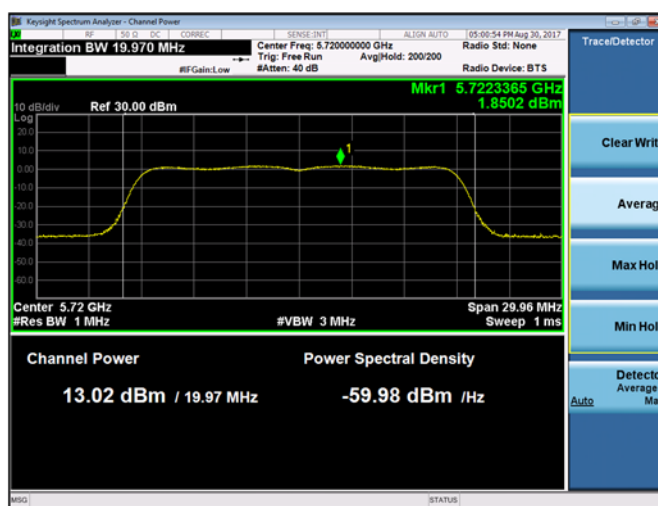 Keysight Spectrum Analyzer - Channel Power
RF 50 Ω DC CORREC SENSE:INT ALIGN AUTO 05:00:54 PM Aug 30, 2017
Integration BW 19.970 MHz
Center Freq: 5.720000000 GHz
Radio Std: None
Trig: Free Run Avg|Hold: 200/200
#IFGain:Low #Atten: 40 dB Radio Device: BTS
Mkr1 5.7223365 GHz
1.8502 dBm
10 dB/div Ref 30.00 dBm
Log
20.0
10.0
0.00
-10.0
-20.0
-30.0
-40.0
-50.0
-60.0
1
Center 5.72 GHz Span 29.96 MHz
#Res BW 1 MHz #VBW 3 MHz Sweep 1 ms
Channel Power Power Spectral Density
13.02 dBm / 19.97 MHz -59.98 dBm /Hz
Trace/Detector
Clear Writ
Averag
Max Hol
Min Hol
Detecto
Average
Auto Ma
MSG STATUS